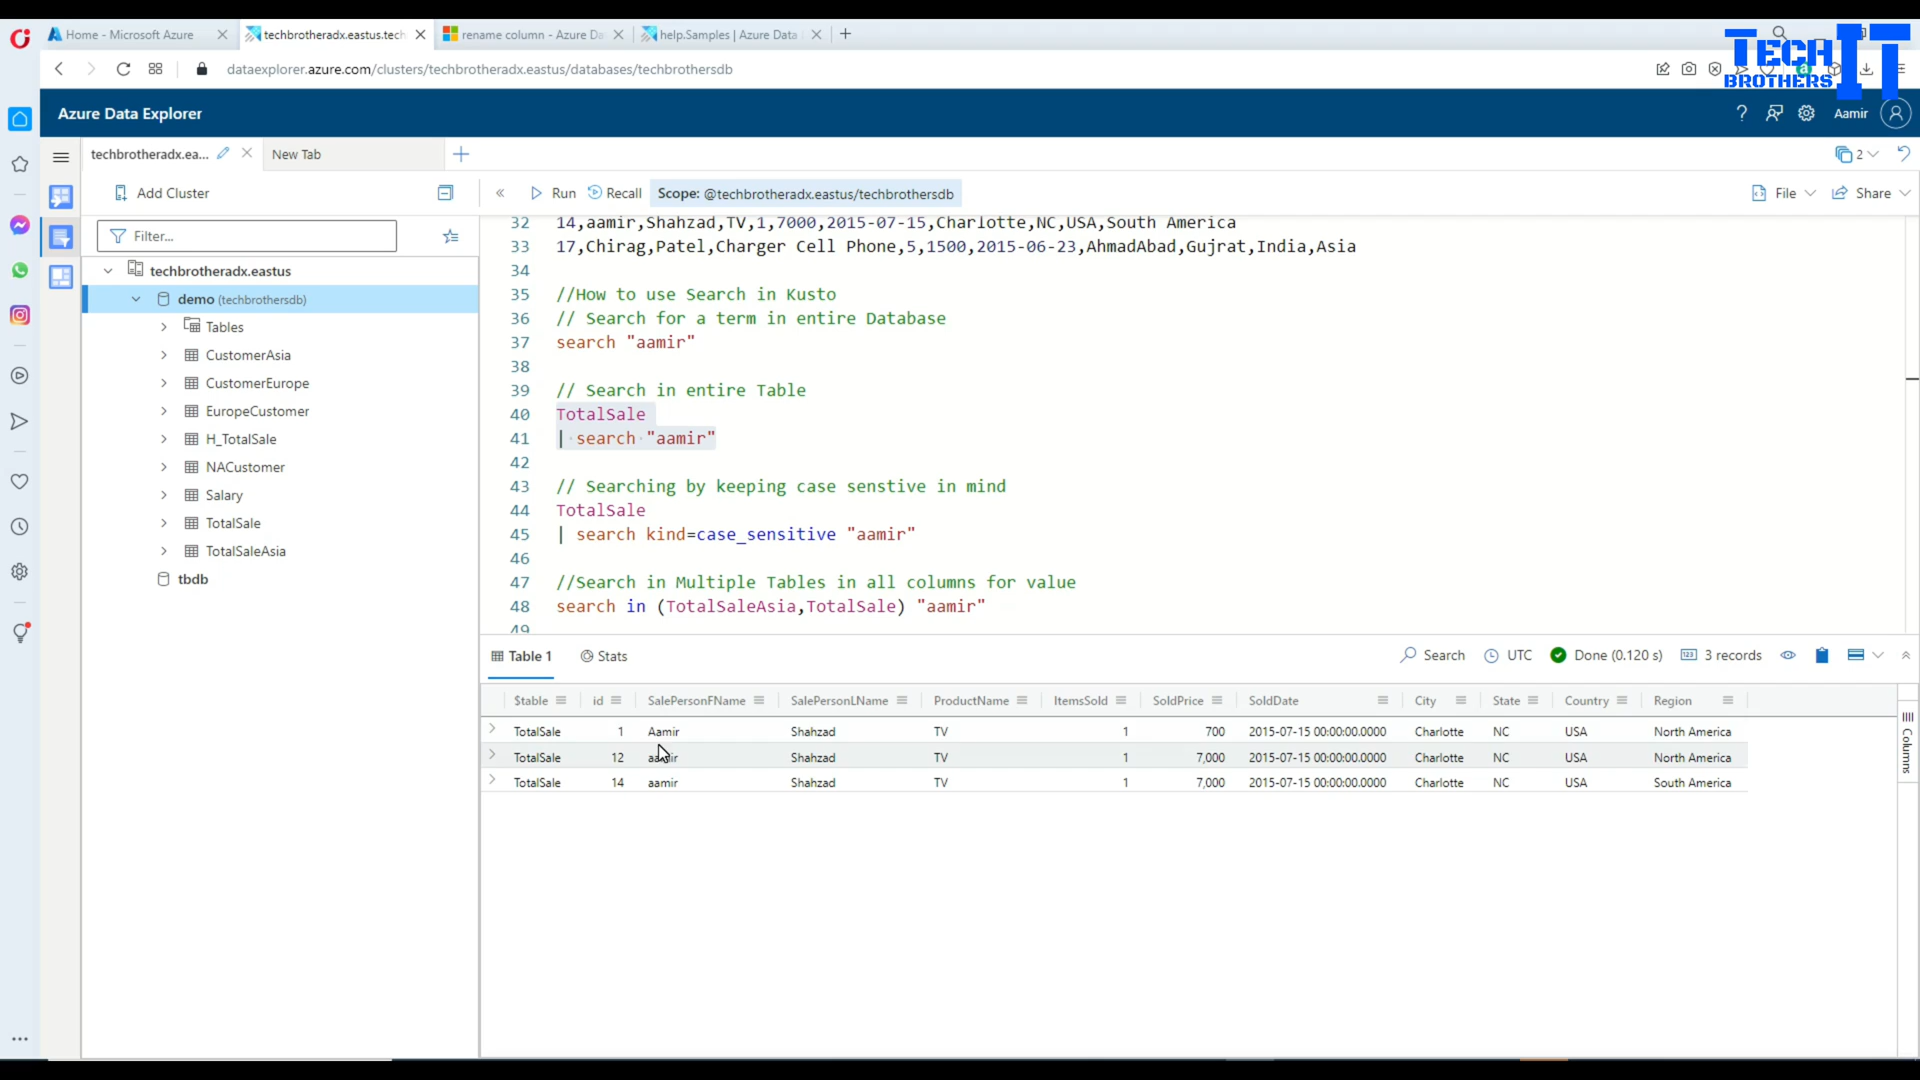 Home - Microsoft Azure
techbrotheradx.eastus.tech
rename column - Azure Da
help.Samples | Azure Data
dataexplorer.azure.com/clusters/techbrotheradx.eastus/databases/techbrothersdb
TECH BROTHERS IT
Azure Data Explorer
Aamir
techbrotheradx.ea...
New Tab
2
Add Cluster
Run
Recall
Scope: @techbrotheradx.eastus/techbrothersdb
File
Share
Filter...
techbrotheradx.eastus
demo (techbrothersdb)
Tables
CustomerAsia
CustomerEurope
EuropeCustomer
H_TotalSale
NACustomer
Salary
TotalSale
TotalSaleAsia
tbdb
32 14,aamir,Shahzad,TV,1,7000,2015-07-15,Charlotte,NC,USA,South America
33 17,Chirag,Patel,Charger Cell Phone,5,1500,2015-06-23,AhmadAbad,Gujrat,India,Asia
34
35 //How to use Search in Kusto
36 // Search for a term in entire Database
37 search "aamir"
38
39 // Search in entire Table
40 TotalSale
41 | search "aamir"
42
43 // Searching by keeping case senstive in mind
44 TotalSale
45 | search kind=case_sensitive "aamir"
46
47 //Search in Multiple Tables in all columns for value
48 search in (TotalSaleAsia,TotalSale) "aamir"
49
Table 1
Stats
Search
UTC
Done (0.120 s)
3 records
$table id SalePersonFName SalePersonLName ProductName ItemsSold SoldPrice SoldDate City State Country Region
TotalSale 1 Aamir Shahzad TV 1 700 2015-07-15 00:00:00.0000 Charlotte NC USA North America
TotalSale 12 aamir Shahzad TV 1 7,000 2015-07-15 00:00:00.0000 Charlotte NC USA North America
TotalSale 14 aamir Shahzad TV 1 7,000 2015-07-15 00:00:00.0000 Charlotte NC USA South America
Columns